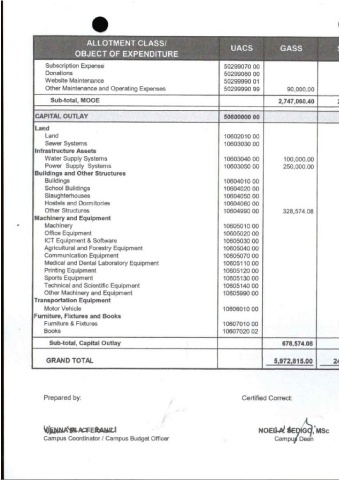 ALLOTMENT CLASS/
OBJECT OF EXPENDITURE UACS GASS
Subscription Expense 50299070 00
Donations 50299080 00
Website Maintenance 50299990 01
Other Maintenance and Operating Expenses 50299990 99 90,000.00
Sub-total, MOOE 2,747,060.40 2
CAPITAL OUTLAY 50600000 00
Land
Land 10602010 00
Sewer Systems 10603030 00
Infrastructure Assets
Water Supply Systems 10603040 00 100,000.00
Power Supply Systems 10603050 00 250,000.00
Buildings and Other Structures
Buildings 10604010 00
School Buildings 10604020 00
Slaughterhouses 10604050 00
Hostels and Dormitories 10604060 00
Other Structures 10604990 00 328,574.08
Machinery and Equipment
Machinery 10605010 00
Office Equipment 10605020 00
ICT Equipment & Software 10605030 00
Agricultural and Forestry Equipment 10605040 00
Communication Equipment 10605070 00
Medical and Dental Laboratory Equipment 10605110 00
Printing Equipment 10605120 00
Sports Equipment 10605130 00
Technical and Scientific Equipment 10605140 00
Other Machinery and Equipment 10605990 00
Transportation Equipment
Motor Vehicle 10606010 00
Furniture, Fixtures and Books
Furniture & Fixtures 10607010 00
Books 10607020 02
Sub-total, Capital Outlay 678,574.08
GRAND TOTAL 5,972,815.00 24
Prepared by: Certified Correct:
NOEL A. SEDIGO, MSc
Campus Coordinator / Campus Budget Officer Campus Dean